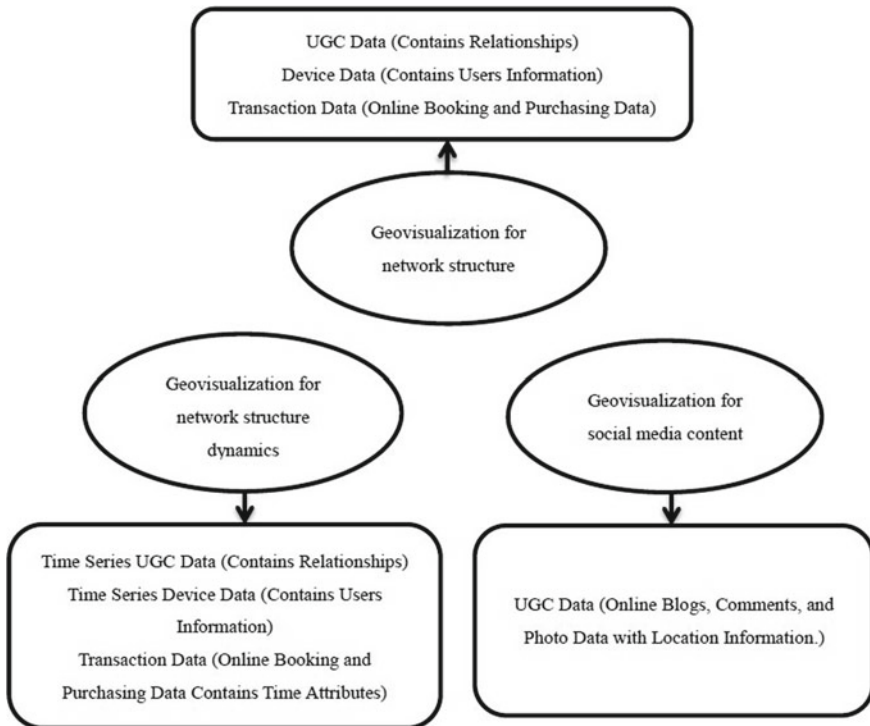 UGC Data (Contains Relationships)
Device Data (Contains Users Information)
Transaction Data (Online Booking and Purchasing Data)
Geovisualization for
network structure
Geovisualization for
network structure
dynamics
Geovisualization for
social media content
Time Series UGC Data (Contains Relationships)
Time Series Device Data (Contains Users
Information)
Transaction Data (Online Booking and
Purchasing Data Contains Time Attributes)
UGC Data (Online Blogs, Comments, and
Photo Data with Location Information.)